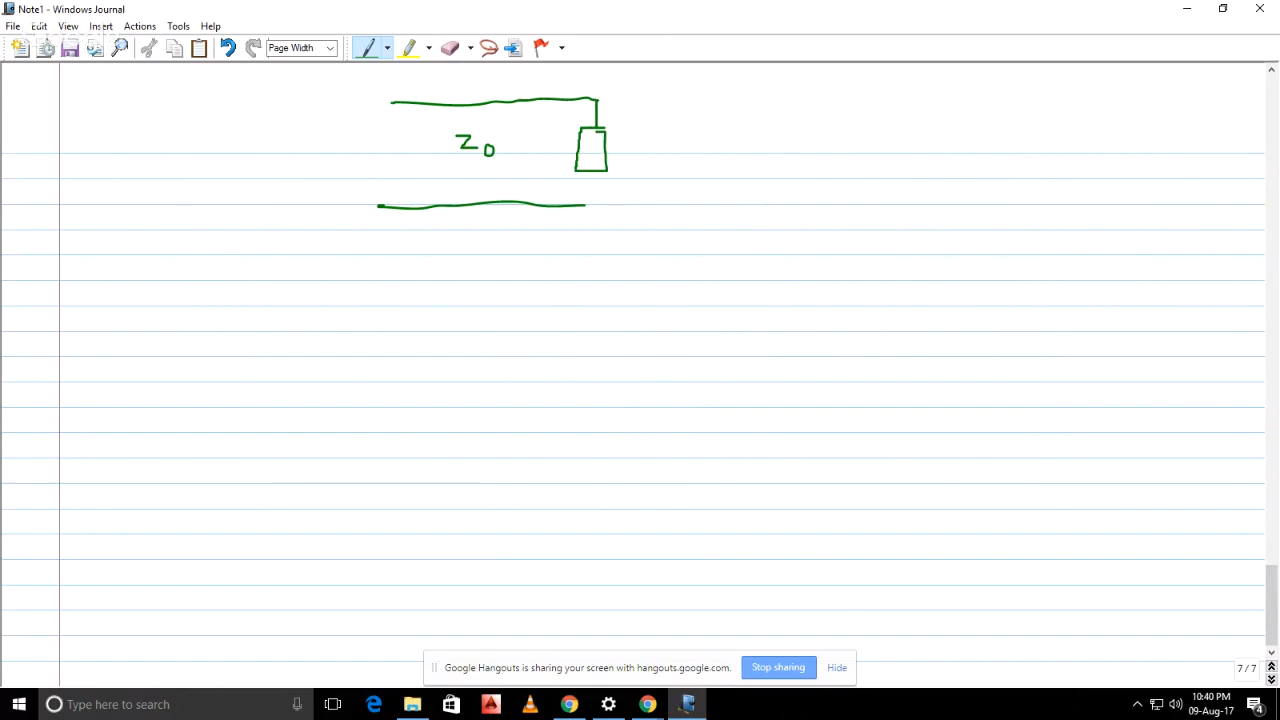 Note1 - Windows Journal
File Edit View Insert Actions Tools Help
Page Width
Z0
Google Hangouts is sharing your screen with hangouts.google.com. Stop sharing Hide
7 / 7
Type here to search
10:40 PM
09-Aug-17
4